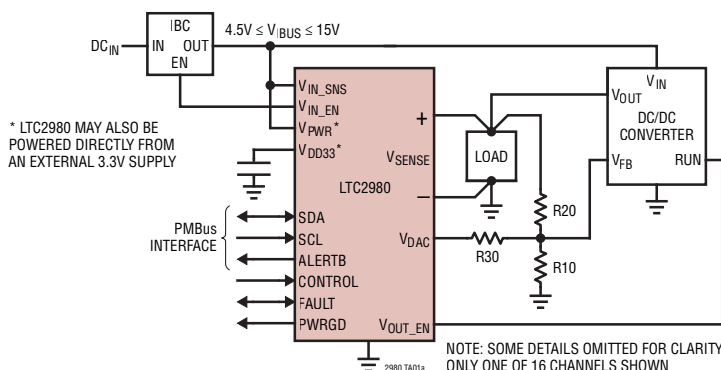 IBC
DC_IN
IN
OUT
EN
4.5V ≤ V_IBUS ≤ 15V
* LTC2980 MAY ALSO BE
POWERED DIRECTLY FROM
AN EXTERNAL 3.3V SUPPLY
V_IN_SNS
V_IN_EN
V_PWR*
V_DD33*
+
V_SENSE
–
LTC2980
LOAD
V_IN
V_OUT
DC/DC
CONVERTER
V_FB
RUN
R20
R30
R10
V_DAC
PMBus
INTERFACE
SDA
SCL
ALERTB
CONTROL
FAULT
PWRGD
V_OUT_EN
2980 TA01a
NOTE: SOME DETAILS OMITTED FOR CLARITY
ONLY ONE OF 16 CHANNELS SHOWN